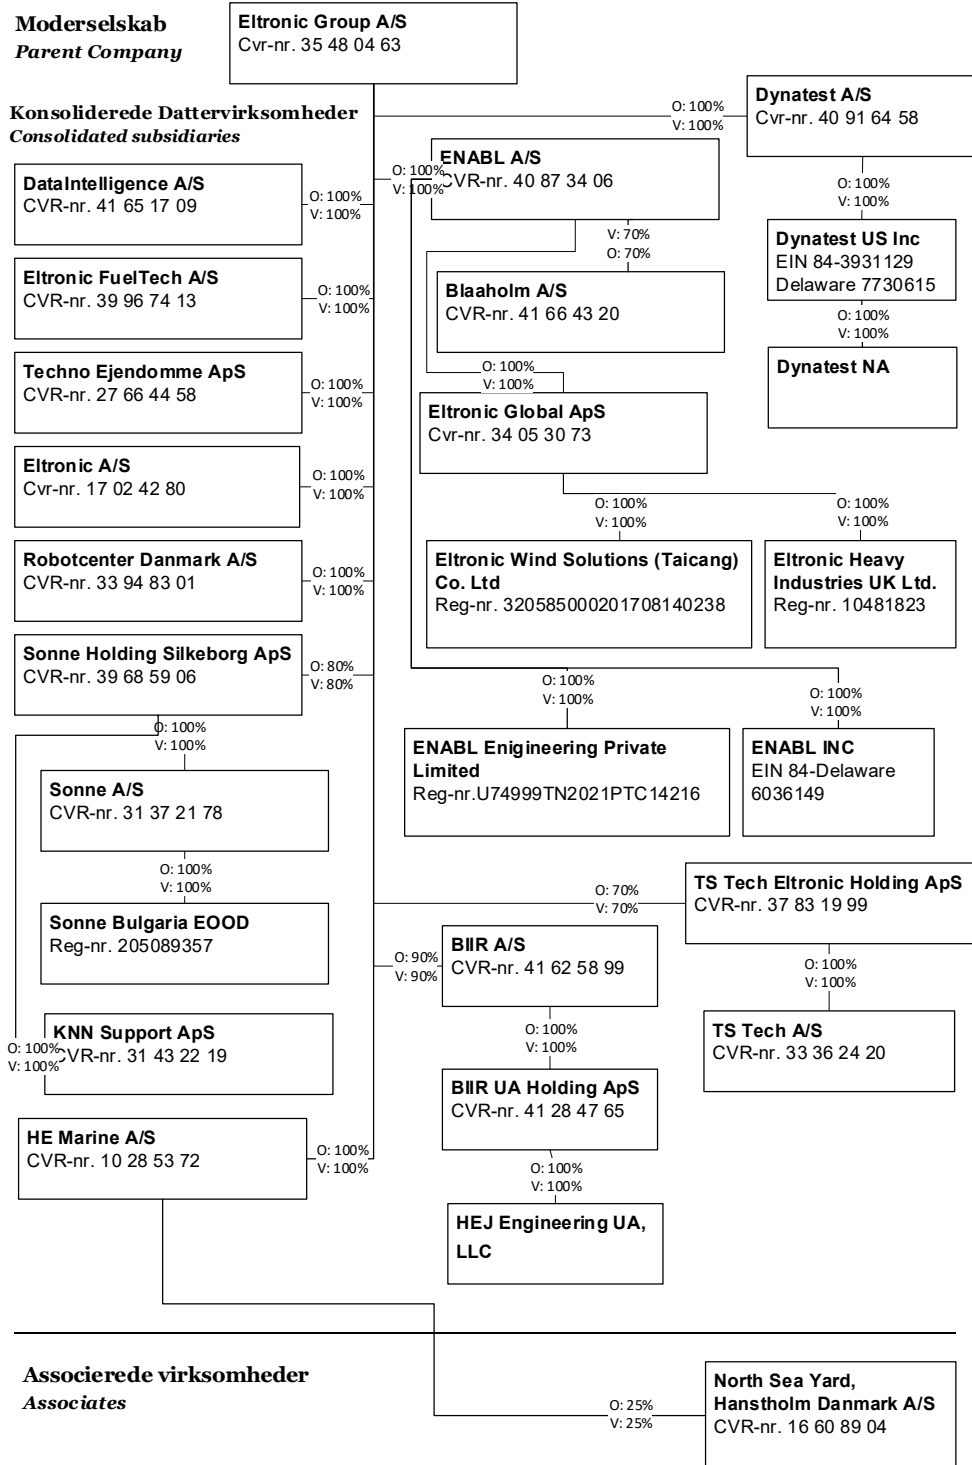 Moderselskab
Parent Company
Eltronic Group A/S
Cvr-nr. 35 48 04 63
Konsoliderede Dattervirksomheder
Consolidated subsidiaries
O: 100%
V: 100%
Dynatest A/S
Cvr-nr. 40 91 64 58
DataIntelligence A/S
CVR-nr. 41 65 17 09
O: 100%
V: 100%
O: 100%
V: 100%
ENABL A/S
CVR-nr. 40 87 34 06
O: 100%
V: 100%
V: 70%
O: 70%
Dynatest US Inc
EIN 84-3931129
Delaware 7730615
Eltronic FuelTech A/S
CVR-nr. 39 96 74 13
O: 100%
V: 100%
Blaaholm A/S
CVR-nr. 41 66 43 20
O: 100%
V: 100%
Dynatest NA
Techno Ejendomme ApS
CVR-nr. 27 66 44 58
O: 100%
V: 100%
O: 100%
V: 100%
Eltronic Global ApS
Cvr-nr. 34 05 30 73
Eltronic A/S
Cvr-nr. 17 02 42 80
O: 100%
V: 100%
O: 100%
V: 100%
O: 100%
V: 100%
Robotcenter Danmark A/S
CVR-nr. 33 94 83 01
O: 100%
V: 100%
Eltronic Wind Solutions (Taicang)
Co. Ltd
Reg-nr. 320585000201708140238
Eltronic Heavy
Industries UK Ltd.
Reg-nr. 10481823
Sonne Holding Silkeborg ApS
CVR-nr. 39 68 59 06
O: 80%
V: 80%
O: 100%
V: 100%
O: 100%
V: 100%
O: 100%
V: 100%
ENABL Enigineering Private
Limited
Reg-nr.U74999TN2021PTC14216
ENABL INC
EIN 84-Delaware
6036149
Sonne A/S
CVR-nr. 31 37 21 78
O: 100%
V: 100%
O: 70%
V: 70%
TS Tech Eltronic Holding ApS
CVR-nr. 37 83 19 99
Sonne Bulgaria EOOD
Reg-nr. 205089357
O: 90%
V: 90%
BIIR A/S
CVR-nr. 41 62 58 99
O: 100%
V: 100%
O: 100%
V: 100%
KNN Support ApS
CVR-nr. 31 43 22 19
O: 100%
V: 100%
TS Tech A/S
CVR-nr. 33 36 24 20
BIIR UA Holding ApS
CVR-nr. 41 28 47 65
HE Marine A/S
CVR-nr. 10 28 53 72
O: 100%
V: 100%
O: 100%
V: 100%
HEJ Engineering UA,
LLC
Associerede virksomheder
Associates
O: 25%
V: 25%
North Sea Yard,
Hanstholm Danmark A/S
CVR-nr. 16 60 89 04